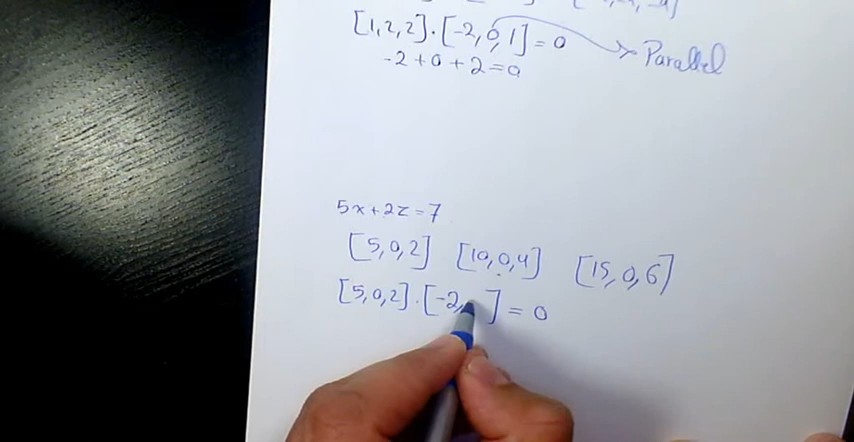 [1,2,2]·[-2,0,1]=0 Parallel
-2+0+2=0
5x+2z=7
[5,0,2] [10,0,4] [15,0,6]
[5,0,2]·[-2, ]=0